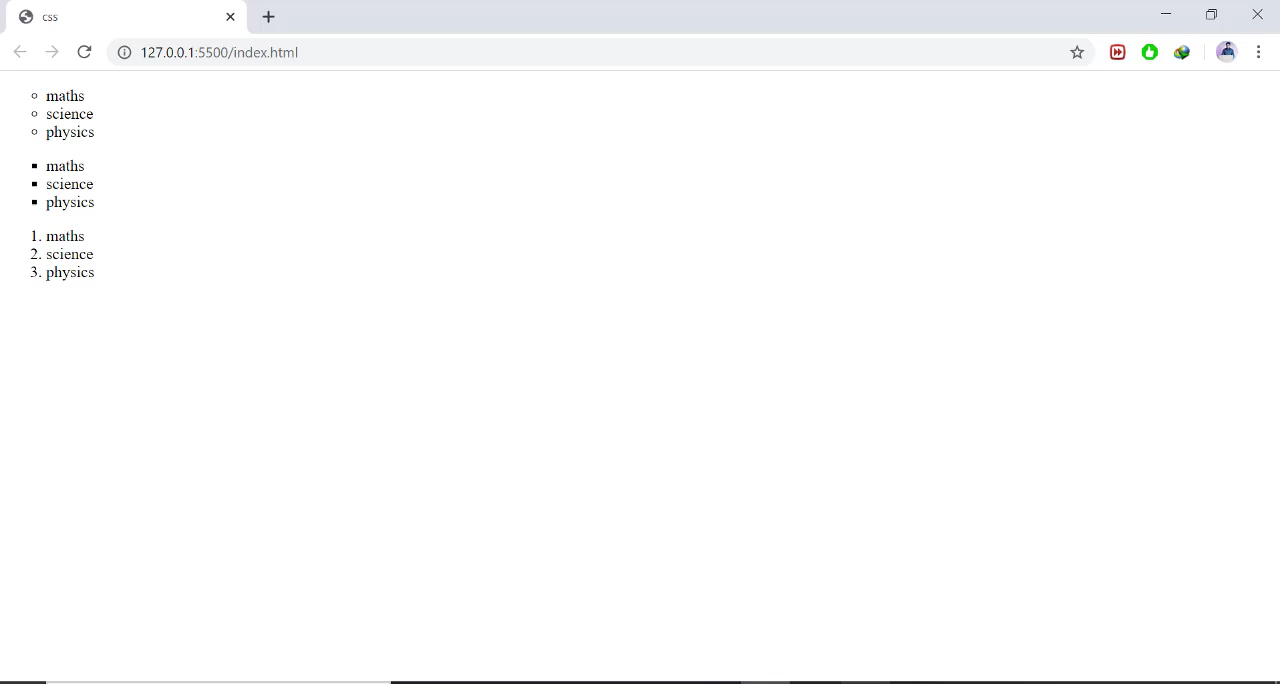 css
127.0.0.1:5500/index.html
maths
science
physics
maths
science
physics
1. maths
2. science
3. physics